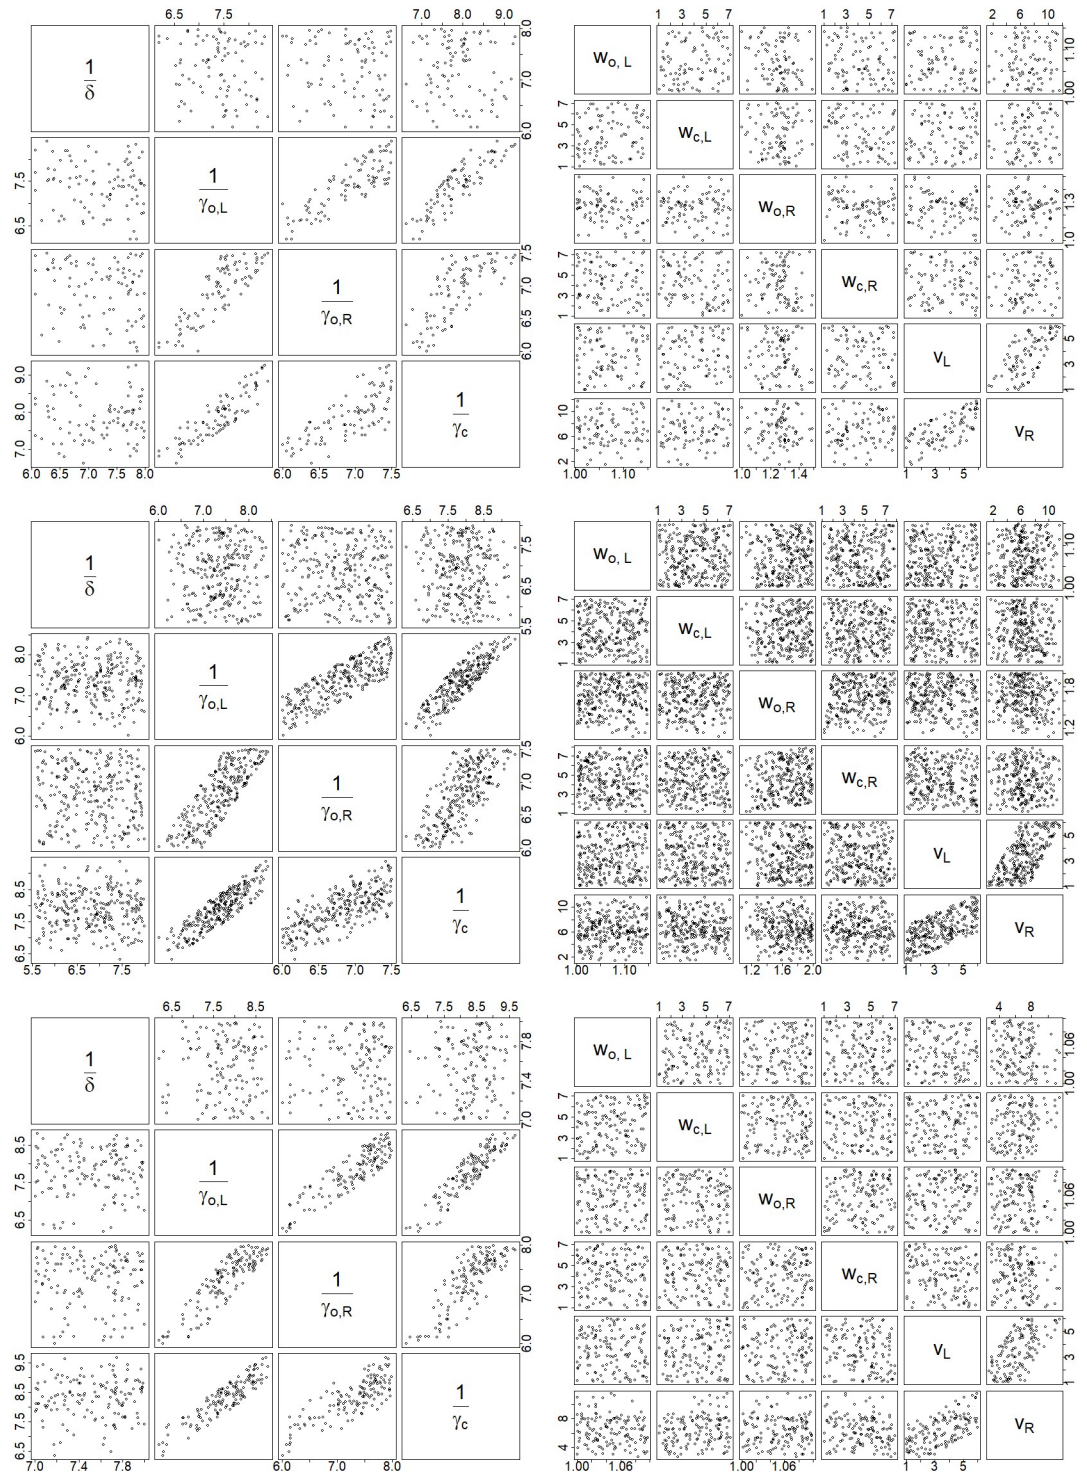 6.5 7.5 7.0 8.0 9.0
1/δ
6.0 7.0 8.0
6.5 7.5
1/γo,L
1/γo,R
6.0 6.5 7.0 7.5
7.0 8.0 9.0
1/γc
6.0 6.5 7.0 7.5 8.0 6.0 6.5 7.0 7.5
1 3 5 7 1 3 5 7 2 6 10
wo, L
1.00 1.10
1 3 5 7
wc,L
wo,R
1.0 1.3
1 3 5 7
wc,R
vL
1 3 5
2 6 10
vR
1.00 1.10 1.0 1.2 1.4 1 3 5
6.0 7.0 8.0 6.5 7.5 8.5
1/δ
5.5 6.5 7.5
6.0 7.0 8.0
1/γo,L
1/γo,R
6.0 6.5 7.0 7.5
6.5 7.5 8.5
1/γc
5.5 6.5 7.5 6.0 7.0 7.5
1 3 5 7 1 3 5 7 2 6 10
wo, L
1.00 1.10
1 3 5 7
wc,L
wo,R
1.2 1.8
1 3 5 7
wc,R
vL
1 3 5
2 6 10
vR
1.00 1.10 1.2 1.6 2.0 1 3 5
6.5 7.5 8.5 6.5 7.5 8.5 9.5
1/δ
7.0 7.4 7.8
6.5 7.5 8.5
1/γo,L
1/γo,R
6.0 7.0 8.0
6.5 7.5 8.5 9.5
1/γc
7.0 7.4 7.8 6.0 7.0 8.0
1 3 5 7 1 3 5 7 4 8
wo, L
1.00 1.06
1 3 5 7
wc,L
wo,R
1.00 1.06
1 3 5 7
wc,R
vL
1 3 5
4 8
vR
1.00 1.06 1.00 1.06 1 3 5